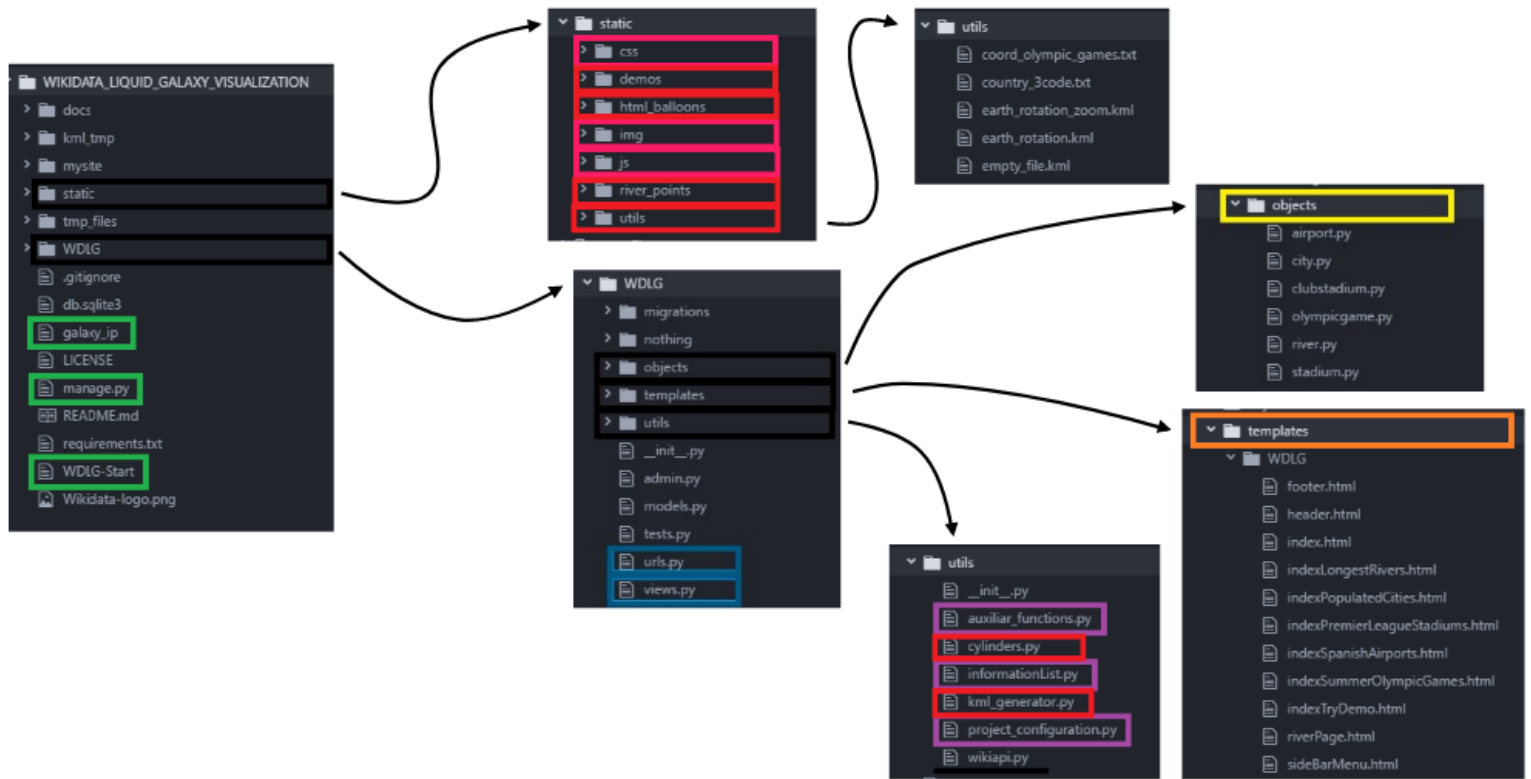 WIKIDATA_LIQUID_GALAXY_VISUALIZATION
docs
kml_tmp
mysite
static
tmp_files
WDLG
.gitignore
db.sqlite3
galaxy_ip
LICENSE
manage.py
README.md
requirements.txt
WDLG-Start
Wikidata-logo.png
static
css
demos
html_balloons
img
js
river_points
utils
utils
coord_olympic_games.txt
country_3code.txt
earth_rotation_zoom.kml
earth_rotation.kml
empty_file.kml
WDLG
migrations
nothing
objects
templates
utils
__init__.py
admin.py
models.py
tests.py
urls.py
views.py
objects
airport.py
city.py
clubstadium.py
olympicgame.py
river.py
stadium.py
templates
WDLG
footer.html
header.html
index.html
indexLongestRivers.html
indexPopulatedCities.html
indexPremierLeagueStadiums.html
indexSpanishAirports.html
indexSummerOlympicGames.html
indexTryDemo.html
riverPage.html
sideBarMenu.html
utils
__init__.py
auxiliar_functions.py
cylinders.py
informationList.py
kml_generator.py
project_configuration.py
wikiapi.py